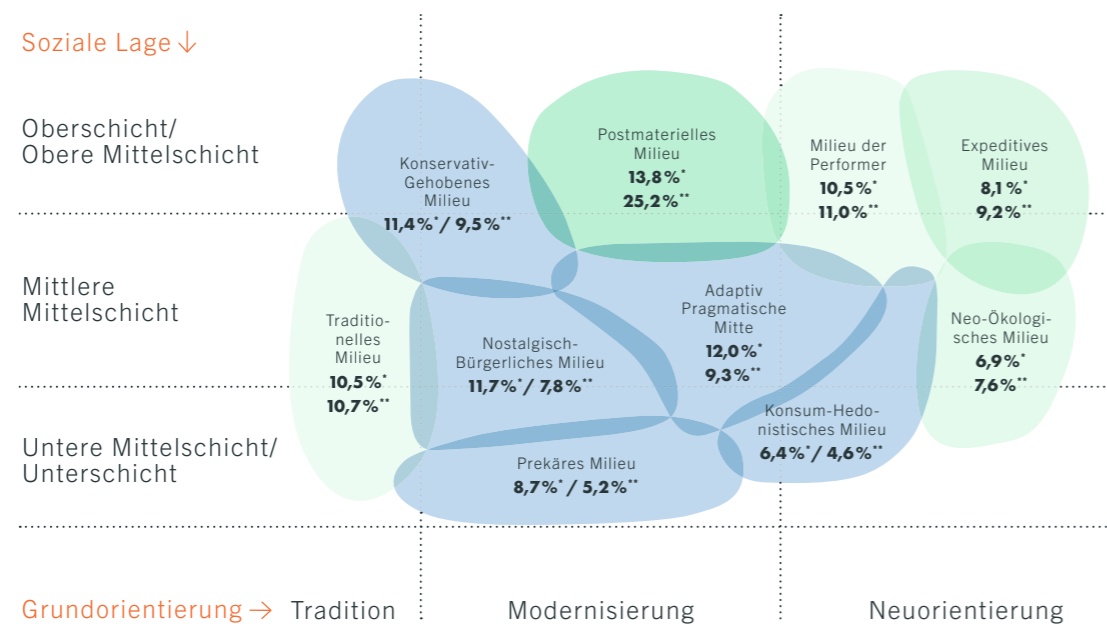 Soziale Lage ↓
Oberschicht/
Obere Mittelschicht
Mittlere
Mittelschicht
Untere Mittelschicht/
Unterschicht
Konservativ-
Gehobenes
Milieu
11,4%*/ 9,5%**
Postmaterielles
Milieu
13,8%*
25,2%**
Milieu der
Performer
10,5%*
11,0%**
Expeditives
Milieu
8,1%*
9,2%**
Traditio-
nelles
Milieu
10,5%*
10,7%**
Nostalgisch-
Bürgerliches Milieu
11,7%*/ 7,8%**
Adaptiv
Pragmatische
Mitte
12,0%*
9,3%**
Neo-Ökologi-
sches Milieu
6,9%*
7,6%**
Konsum-Hedo-
nistisches Milieu
6,4%*/ 4,6%**
Prekäres Milieu
8,7%*/ 5,2%**
Grundorientierung → Tradition Modernisierung Neuorientierung